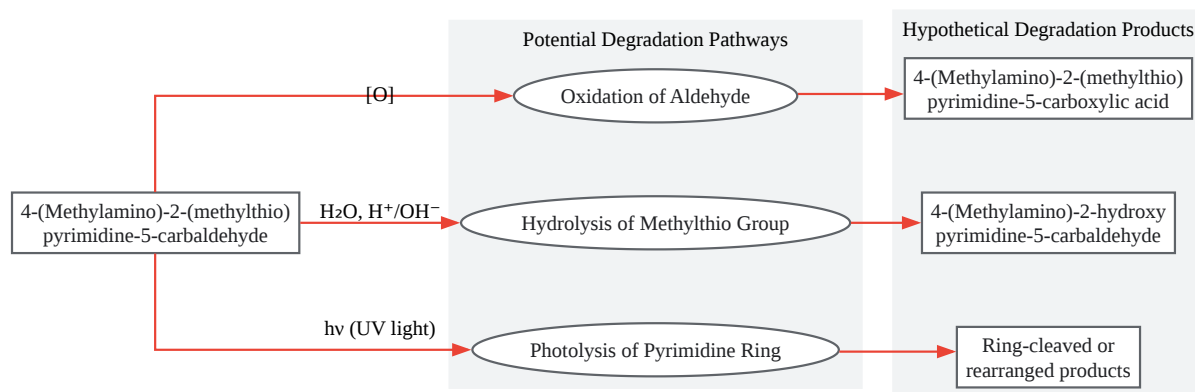 Potential Degradation Pathways
Hypothetical Degradation Products
[O]
Oxidation of Aldehyde
4-(Methylamino)-2-(methylthio)
pyrimidine-5-carboxylic acid
4-(Methylamino)-2-(methylthio)
pyrimidine-5-carbaldehyde
H₂O, H⁺/OH⁻
Hydrolysis of Methylthio Group
4-(Methylamino)-2-hydroxy
pyrimidine-5-carbaldehyde
hν (UV light)
Photolysis of Pyrimidine Ring
Ring-cleaved or
rearranged products